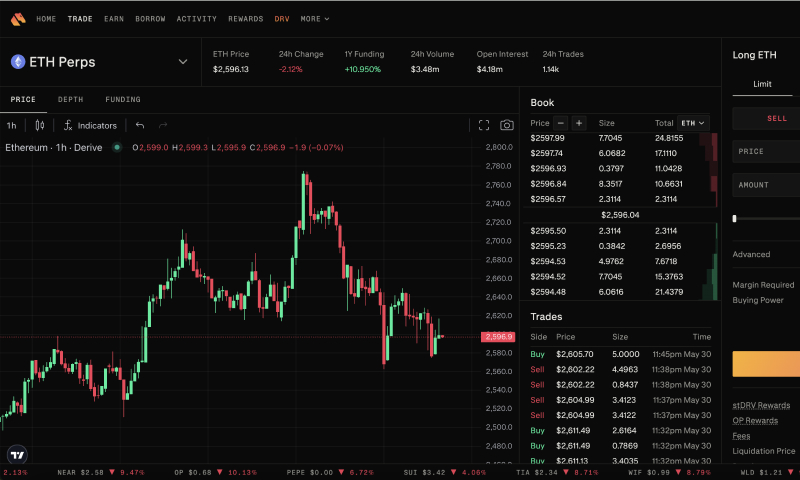 HOME TRADE EARN BORROW ACTIVITY REWARDS DRV MORE
ETH Perps
ETH Price 24h Change 1Y Funding 24h Volume Open Interest 24h Trades
$2,596.13 -2.12% +10.950% $3.48m $4.18m 1.14k
Long ETH
Limit
SELL
PRICE
AMOUNT
Advanced
Margin Required
Buying Power
stDRV Rewards
OP Rewards
Fees
Liquidation Price
PRICE DEPTH FUNDING
1h Indicators
Ethereum · 1h · Derive O2,599.0 H2,599.3 L2,595.9 C2,596.9 −1.9 (−0.07%)
2,800.0
2,780.0
2,760.0
2,740.0
2,720.0
2,700.0
2,680.0
2,660.0
2,640.0
2,620.0
2,596.9
2,580.0
2,560.0
2,540.0
2,520.0
2,500.0
2,480.0
2,460.0
Book
Price − + Size Total ETH
$2597.99 7.7045 24.8155
$2597.74 6.0682 17.1110
$2596.93 0.3797 11.0428
$2596.84 8.3517 10.6631
$2596.57 2.3114 2.3114
$2,596.04
$2595.50 2.3114 2.3114
$2595.23 0.3842 2.6956
$2594.53 4.9762 7.6718
$2594.52 7.7045 15.3763
$2594.48 6.0616 21.4379
Trades
Side Price Size Time
Buy $2,605.70 5.0000 11:45pm May 30
Sell $2,602.22 4.4963 11:38pm May 30
Sell $2,602.22 0.8437 11:38pm May 30
Sell $2,604.99 3.4123 11:37pm May 30
Sell $2,604.99 3.4122 11:37pm May 30
Buy $2,611.49 2.6164 11:32pm May 30
Buy $2,611.49 0.7869 11:32pm May 30
Buy $2,611.13 3.4035 11:32pm May 30
2.13% NEAR $2.58 ▼ 9.47% OP $0.68 ▼ 10.13% PEPE $0.00 ▼ 6.72% SUI $3.42 ▼ 4.06% TIA $2.34 ▼ 8.71% WIF $0.99 ▼ 8.79% WLD $1.21 ▼